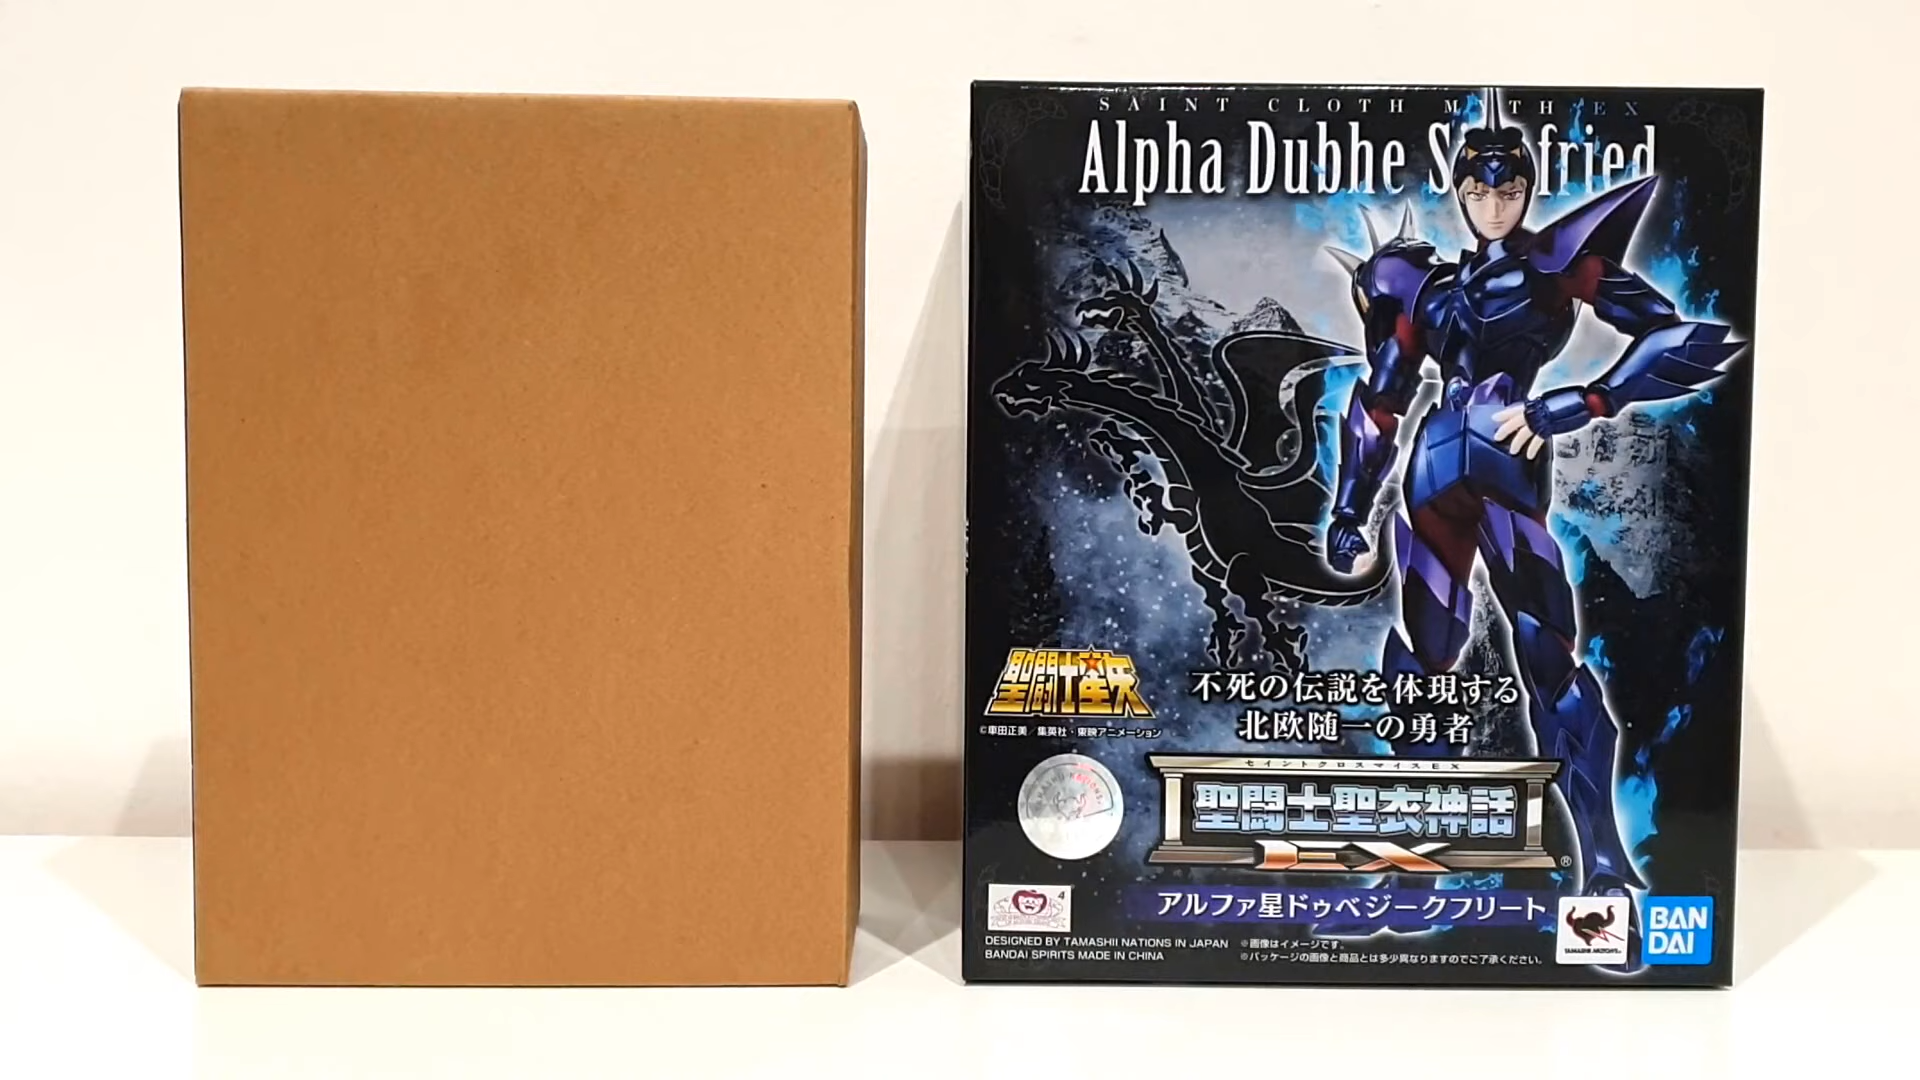 SAINT CLOTH MYTH EX
Alpha Dubhe S fried
聖闘士星矢
©車田正美／集英社・東映アニメーション
不死の伝説を体現する
北欧随一の勇者
セイントクロスマイスEX
聖闘士聖衣神話
EX
®
アルファ星ドゥベジークフリート
4
DESIGNED BY TAMASHII NATIONS IN JAPAN
BANDAI SPIRITS MADE IN CHINA
※画像はイメージです。
※パッケージの画像と商品とは多少異なりますのでご了承ください。
TAMASHII NATIONS
BAN
DAI